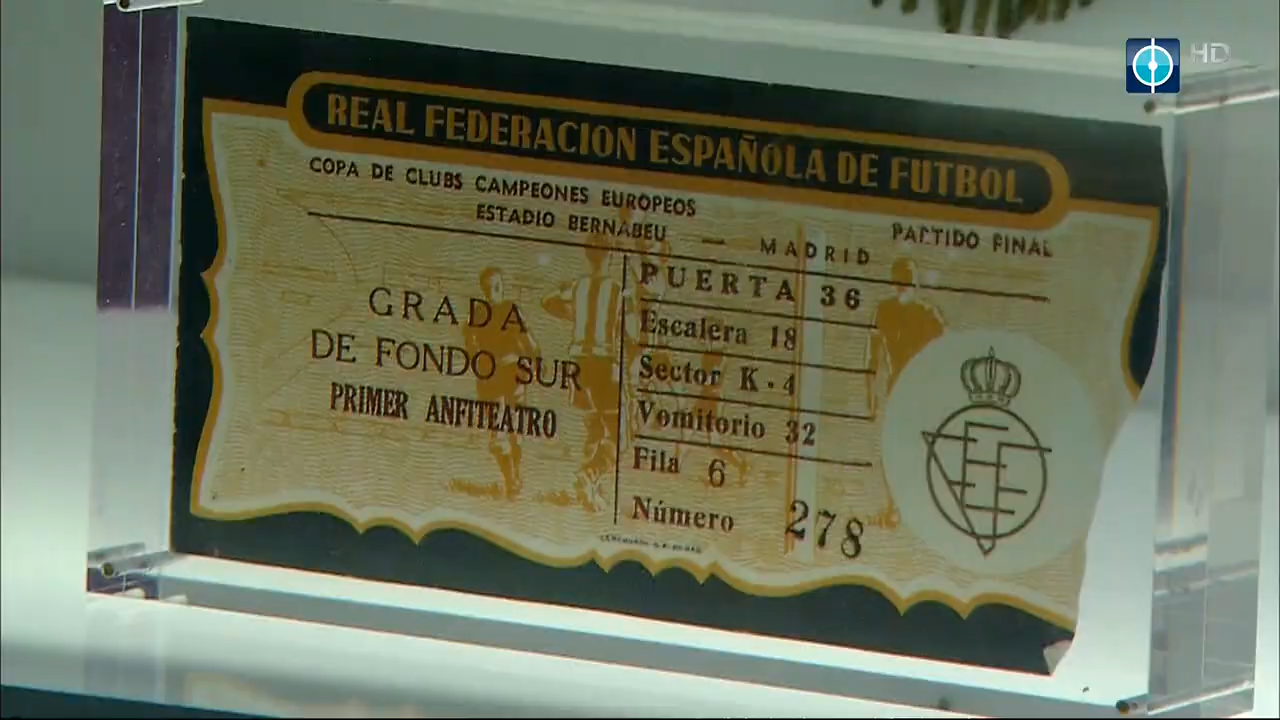 HD
REAL FEDERACION ESPAÑOLA DE FUTBOL
COPA DE CLUBS CAMPEONES EUROPEOS
ESTADIO BERNABEU — MADRID
PARTIDO FINAL
GRADA
DE FONDO SUR
PRIMER ANFITEATRO
PUERTA 36
Escalera 18
Sector K-4
Vomitorio 32
Fila 6
Número 278